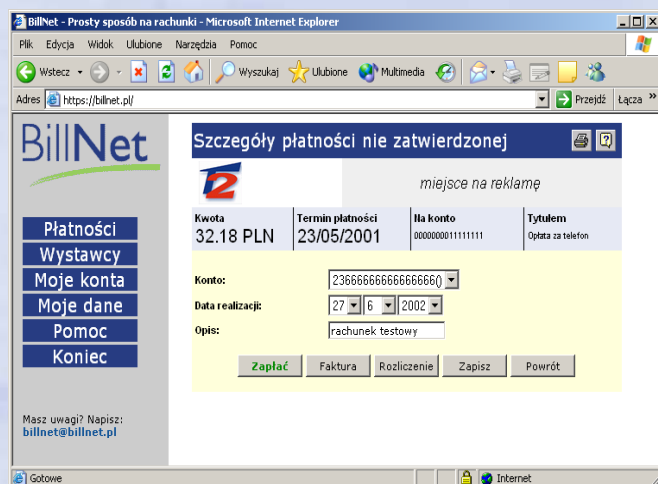 BillNet - Prosty sposób na rachunki - Microsoft Internet Explorer
Plik Edycja Widok Ulubione Narzędzia Pomoc
Wstecz Wyszukaj Ulubione Multimedia
Adres https://billnet.pl/ Przejdź Łącza »
BillNet
Szczegóły płatności nie zatwierdzonej
T2
miejsce na reklamę
Kwota Termin płatności Na konto Tytułem
32.18 PLN 23/05/2001 0000000011111111 Opłata za telefon
Płatności
Wystawcy
Moje konta
Moje dane
Pomoc
Koniec
Konto: 23666666666666666()
Data realizacji: 27 6 2002
Opis: rachunek testowy
Zapłać Faktura Rozliczenie Zapisz Powrót
Masz uwagi? Napisz:
billnet@billnet.pl
Gotowe Internet